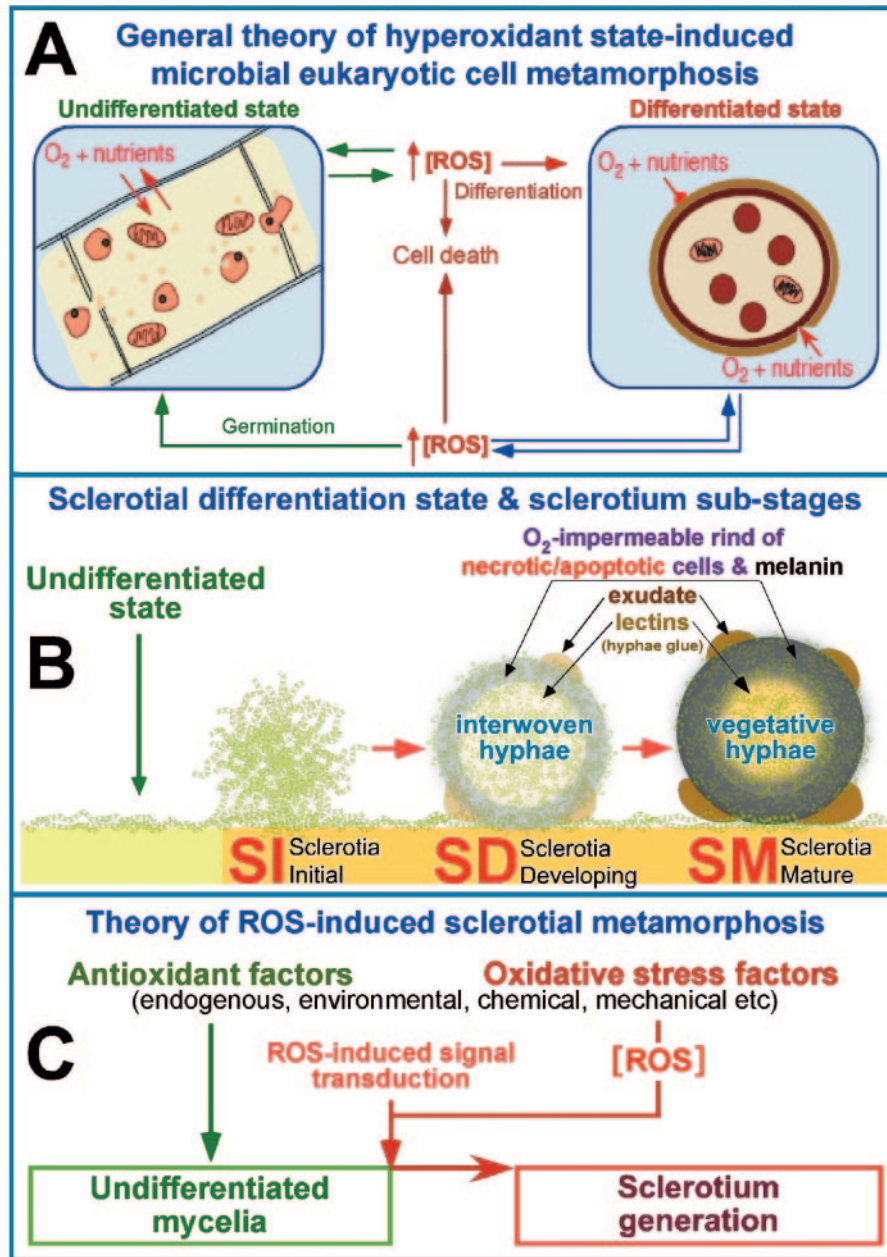 A
General theory of hyperoxidant state-induced
microbial eukaryotic cell metamorphosis
Undifferentiated state
Differentiated state
O2 + nutrients
[ROS]
Differentiation
Cell death
O2 + nutrients
O2 + nutrients
Germination
[ROS]
Sclerotial differentiation state & sclerotium sub-stages
B
Undifferentiated
state
O2-impermeable rind of
necrotic/apoptotic cells & melanin
exudate
lectins
(hyphae glue)
interwoven
hyphae
vegetative
hyphae
SI Sclerotia
Initial
SD Sclerotia
Developing
SM Sclerotia
Mature
Theory of ROS-induced sclerotial metamorphosis
C
Antioxidant factors
Oxidative stress factors
(endogenous, environmental, chemical, mechanical etc)
ROS-induced signal
transduction
[ROS]
Undifferentiated
mycelia
Sclerotium
generation